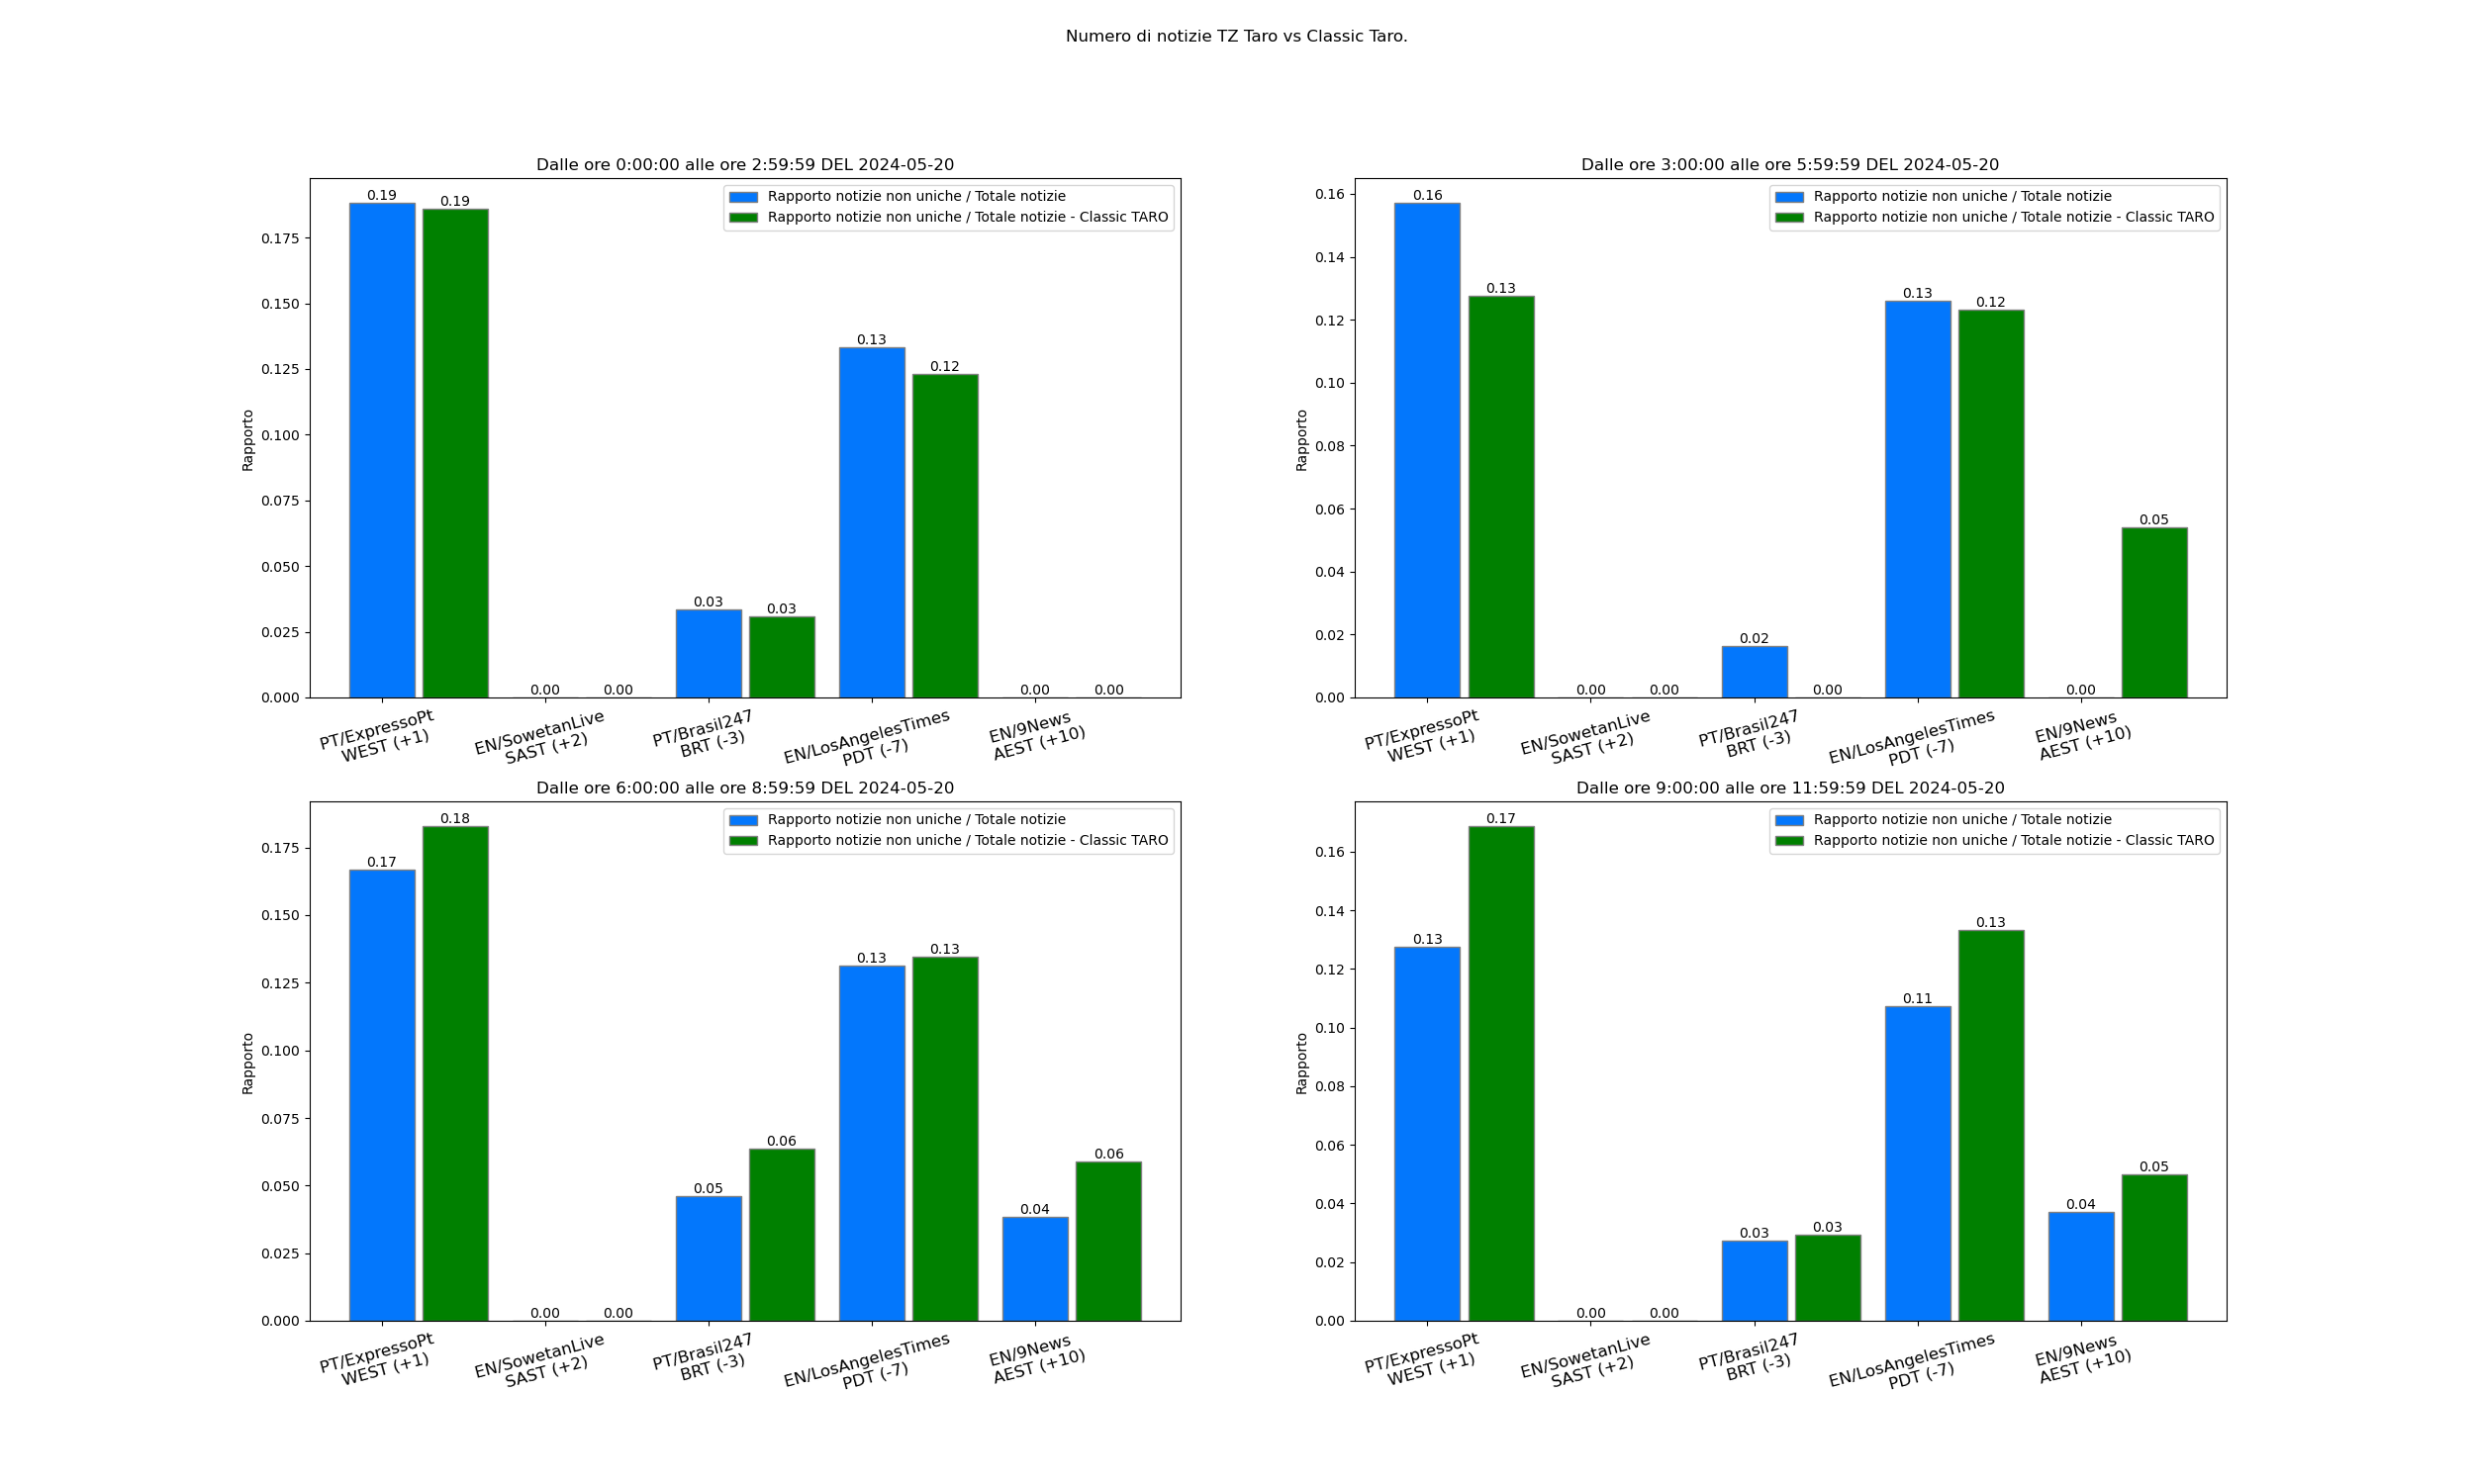 Numero di notizie TZ Taro vs Classic Taro.
Dalle ore 0:00:00 alle ore 2:59:59 DEL 2024-05-20
Rapporto notizie non uniche / Totale notizie
Rapporto notizie non uniche / Totale notizie - Classic TARO
Rapporto
0.175
0.150
0.125
0.100
0.075
0.050
0.025
0.000
0.19
0.19
0.00
0.00
0.03
0.03
0.13
0.12
0.00
0.00
PT/ExpressoPt
WEST (+1)
EN/SowetanLive
SAST (+2)
PT/Brasil247
BRT (-3)
EN/LosAngelesTimes
PDT (-7)
EN/9News
AEST (+10)
Dalle ore 3:00:00 alle ore 5:59:59 DEL 2024-05-20
Rapporto notizie non uniche / Totale notizie
Rapporto notizie non uniche / Totale notizie - Classic TARO
Rapporto
0.16
0.14
0.12
0.10
0.08
0.06
0.04
0.02
0.00
0.16
0.13
0.00
0.00
0.02
0.00
0.13
0.12
0.00
0.05
PT/ExpressoPt
WEST (+1)
EN/SowetanLive
SAST (+2)
PT/Brasil247
BRT (-3)
EN/LosAngelesTimes
PDT (-7)
EN/9News
AEST (+10)
Dalle ore 6:00:00 alle ore 8:59:59 DEL 2024-05-20
Rapporto notizie non uniche / Totale notizie
Rapporto notizie non uniche / Totale notizie - Classic TARO
Rapporto
0.175
0.150
0.125
0.100
0.075
0.050
0.025
0.000
0.17
0.18
0.00
0.00
0.05
0.06
0.13
0.13
0.04
0.06
PT/ExpressoPt
WEST (+1)
EN/SowetanLive
SAST (+2)
PT/Brasil247
BRT (-3)
EN/LosAngelesTimes
PDT (-7)
EN/9News
AEST (+10)
Dalle ore 9:00:00 alle ore 11:59:59 DEL 2024-05-20
Rapporto notizie non uniche / Totale notizie
Rapporto notizie non uniche / Totale notizie - Classic TARO
Rapporto
0.16
0.14
0.12
0.10
0.08
0.06
0.04
0.02
0.00
0.13
0.17
0.00
0.00
0.03
0.03
0.11
0.13
0.04
0.05
PT/ExpressoPt
WEST (+1)
EN/SowetanLive
SAST (+2)
PT/Brasil247
BRT (-3)
EN/LosAngelesTimes
PDT (-7)
EN/9News
AEST (+10)